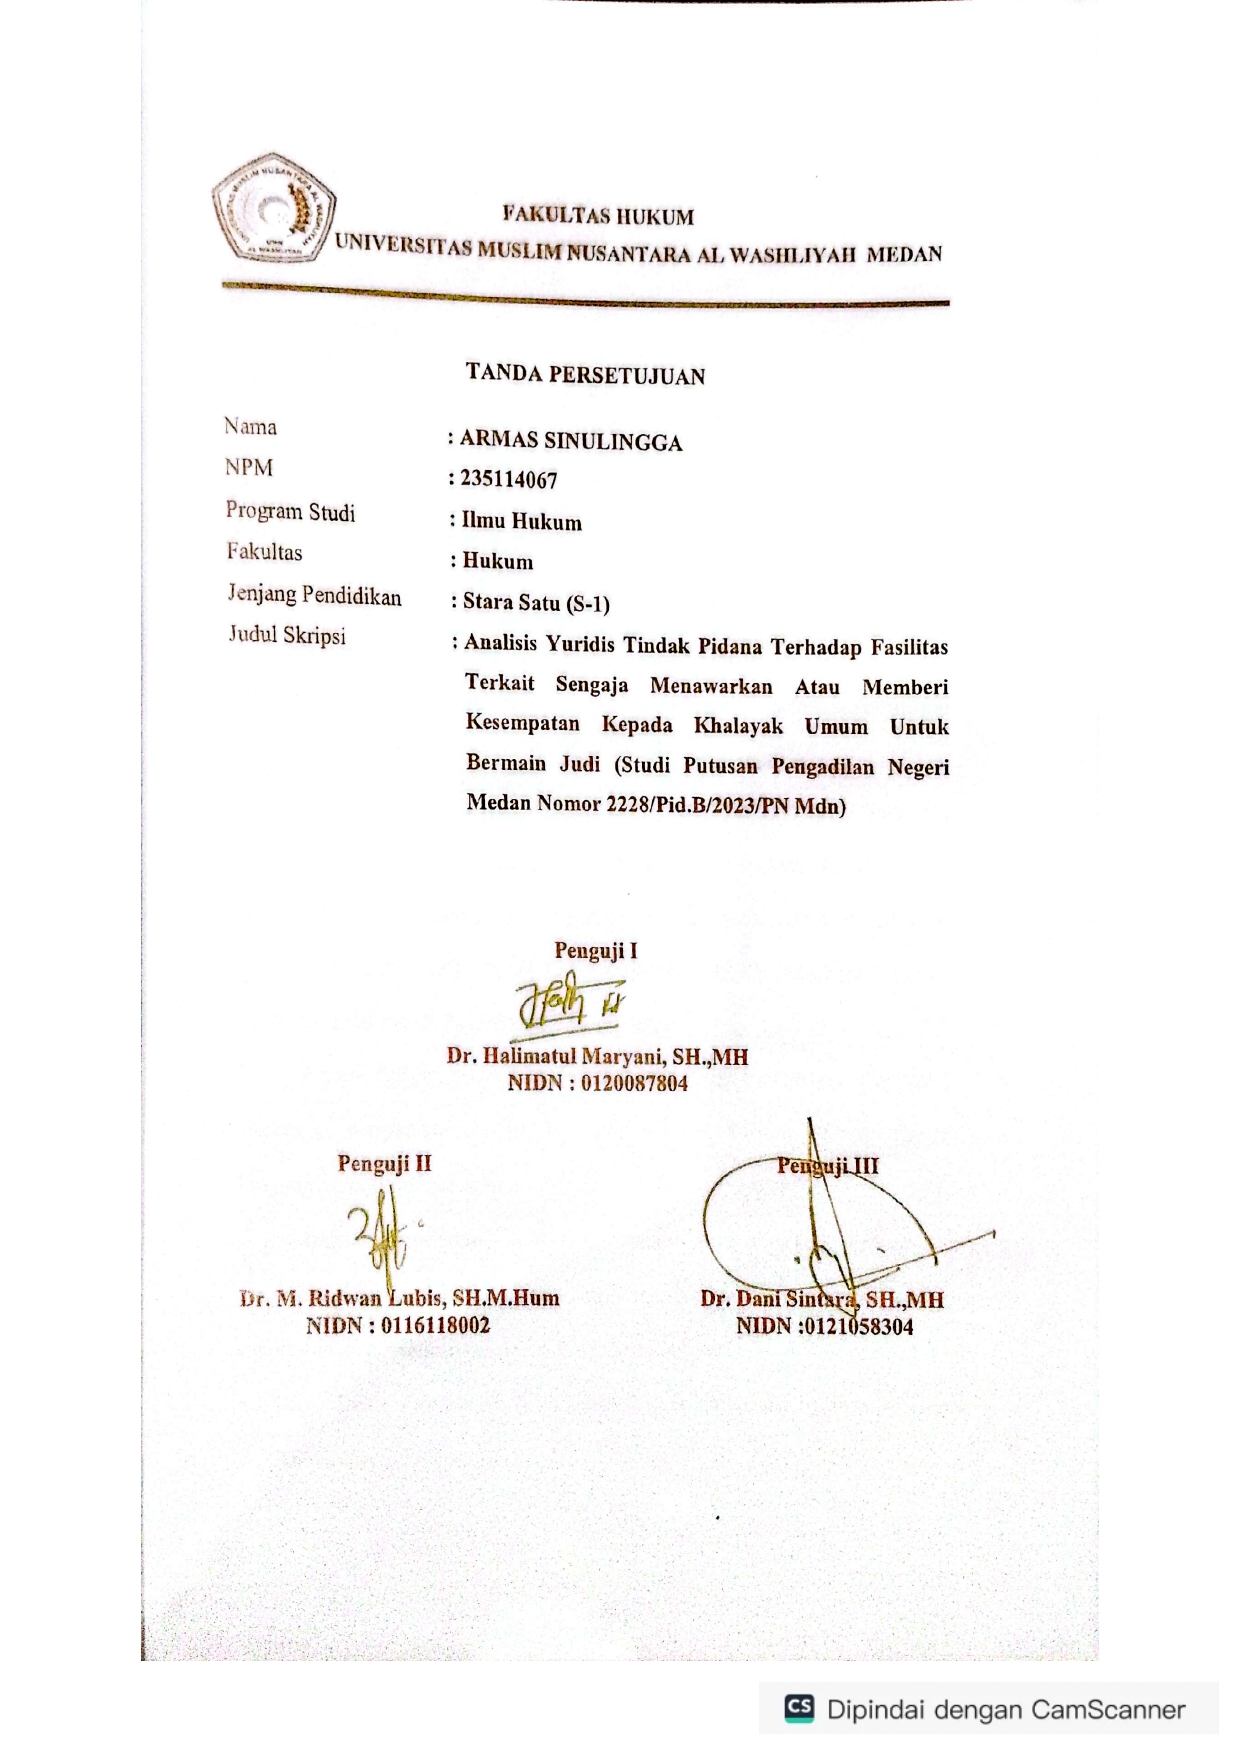 FAKULTAS HUKUM
UNIVERSITAS MUSLIM NUSANTARA AL WASHLIYAH MEDAN
TANDA PERSETUJUAN
Nama : ARMAS SINULINGGA
NPM : 235114067
Program Studi : Ilmu Hukum
Fakultas : Hukum
Jenjang Pendidikan : Stara Satu (S-1)
Judul Skripsi : Analisis Yuridis Tindak Pidana Terhadap Fasilitas
Terkait Sengaja Menawarkan Atau Memberi
Kesempatan Kepada Khalayak Umum Untuk
Bermain Judi (Studi Putusan Pengadilan Negeri
Medan Nomor 2228/Pid.B/2023/PN Mdn)
Penguji I
Dr. Halimatul Maryani, SH.,MH
NIDN : 0120087804
Penguji II
Dr. M. Ridwan Lubis, SH.M.Hum
NIDN : 0116118002
Penguji III
Dr. Dani Sintara, SH.,MH
NIDN :0121058304
CS Dipindai dengan CamScanner